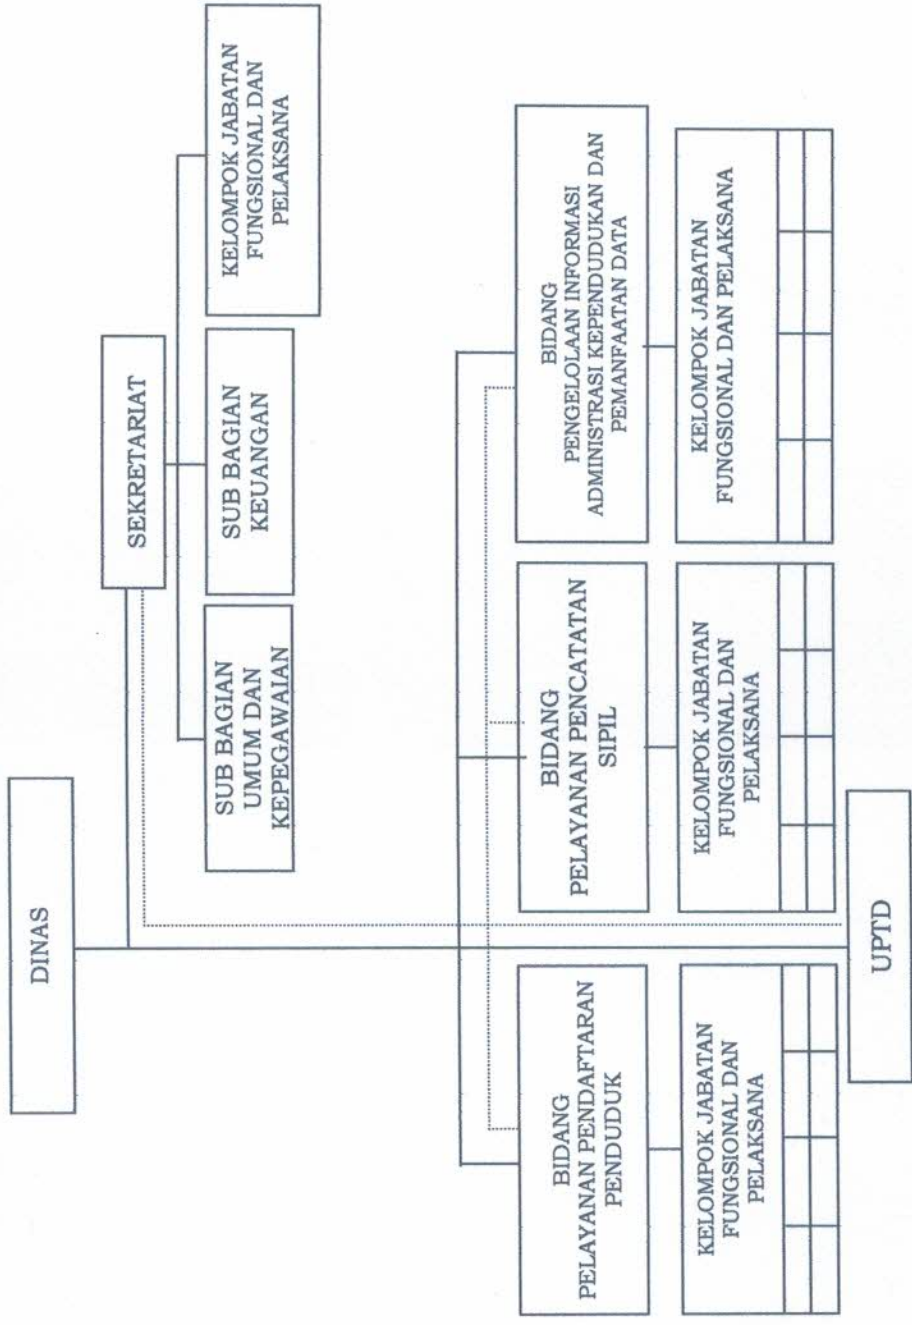 DINAS
SEKRETARIAT
SUB BAGIAN
UMUM DAN
KEPEGAWAIAN
SUB BAGIAN
KEUANGAN
KELOMPOK JABATAN
FUNGSIONAL DAN
PELAKSANA
BIDANG
PELAYANAN PENDAFTARAN
PENDUDUK
BIDANG
PELAYANAN PENCATATAN
SIPIL
BIDANG
PENGELOLAAN INFORMASI
ADMINISTRASI KEPENDUDUKAN DAN
PEMANFAATAN DATA
KELOMPOK JABATAN
FUNGSIONAL DAN
PELAKSANA
KELOMPOK JABATAN
FUNGSIONAL DAN
PELAKSANA
KELOMPOK JABATAN
FUNGSIONAL DAN PELAKSANA
UPTD